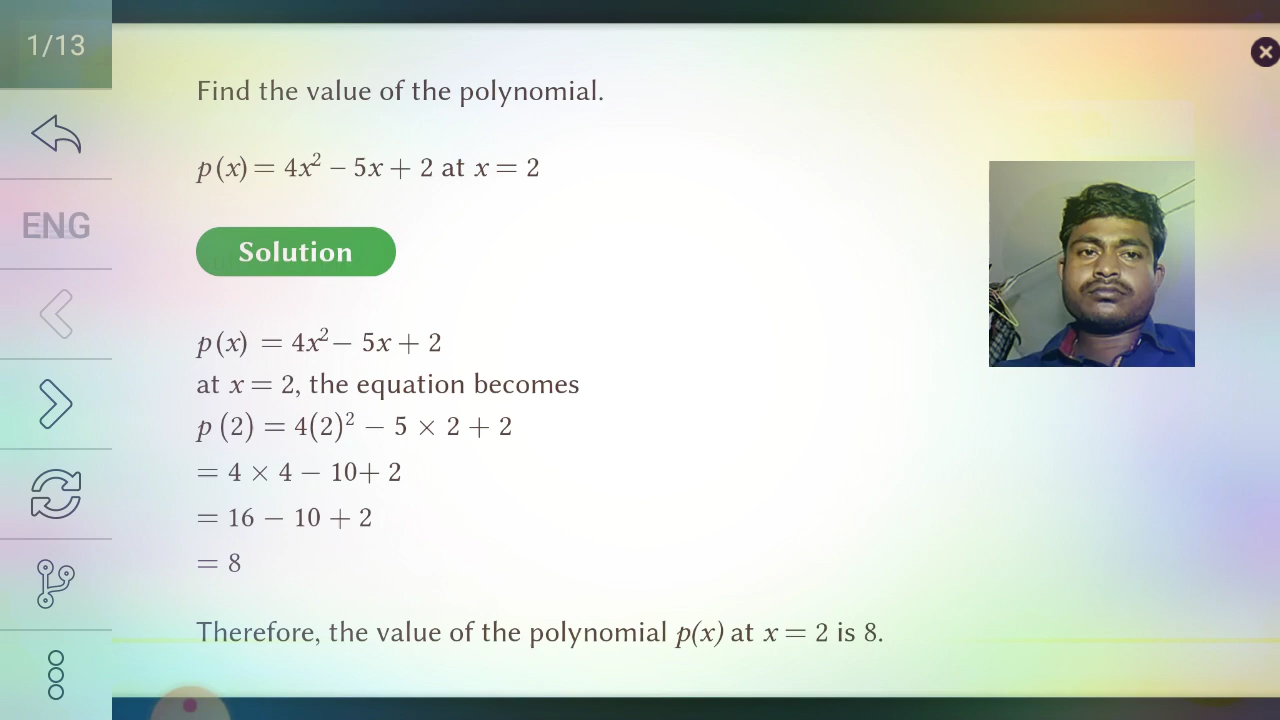 1/13
ENG
Find the value of the polynomial.
p(x) = 4x² − 5x + 2 at x = 2
Solution
p(x) = 4x² − 5x + 2
at x = 2, the equation becomes
p (2) = 4(2)² − 5 × 2 + 2
= 4 × 4 − 10+ 2
= 16 − 10 + 2
= 8
Therefore, the value of the polynomial p(x) at x = 2 is 8.